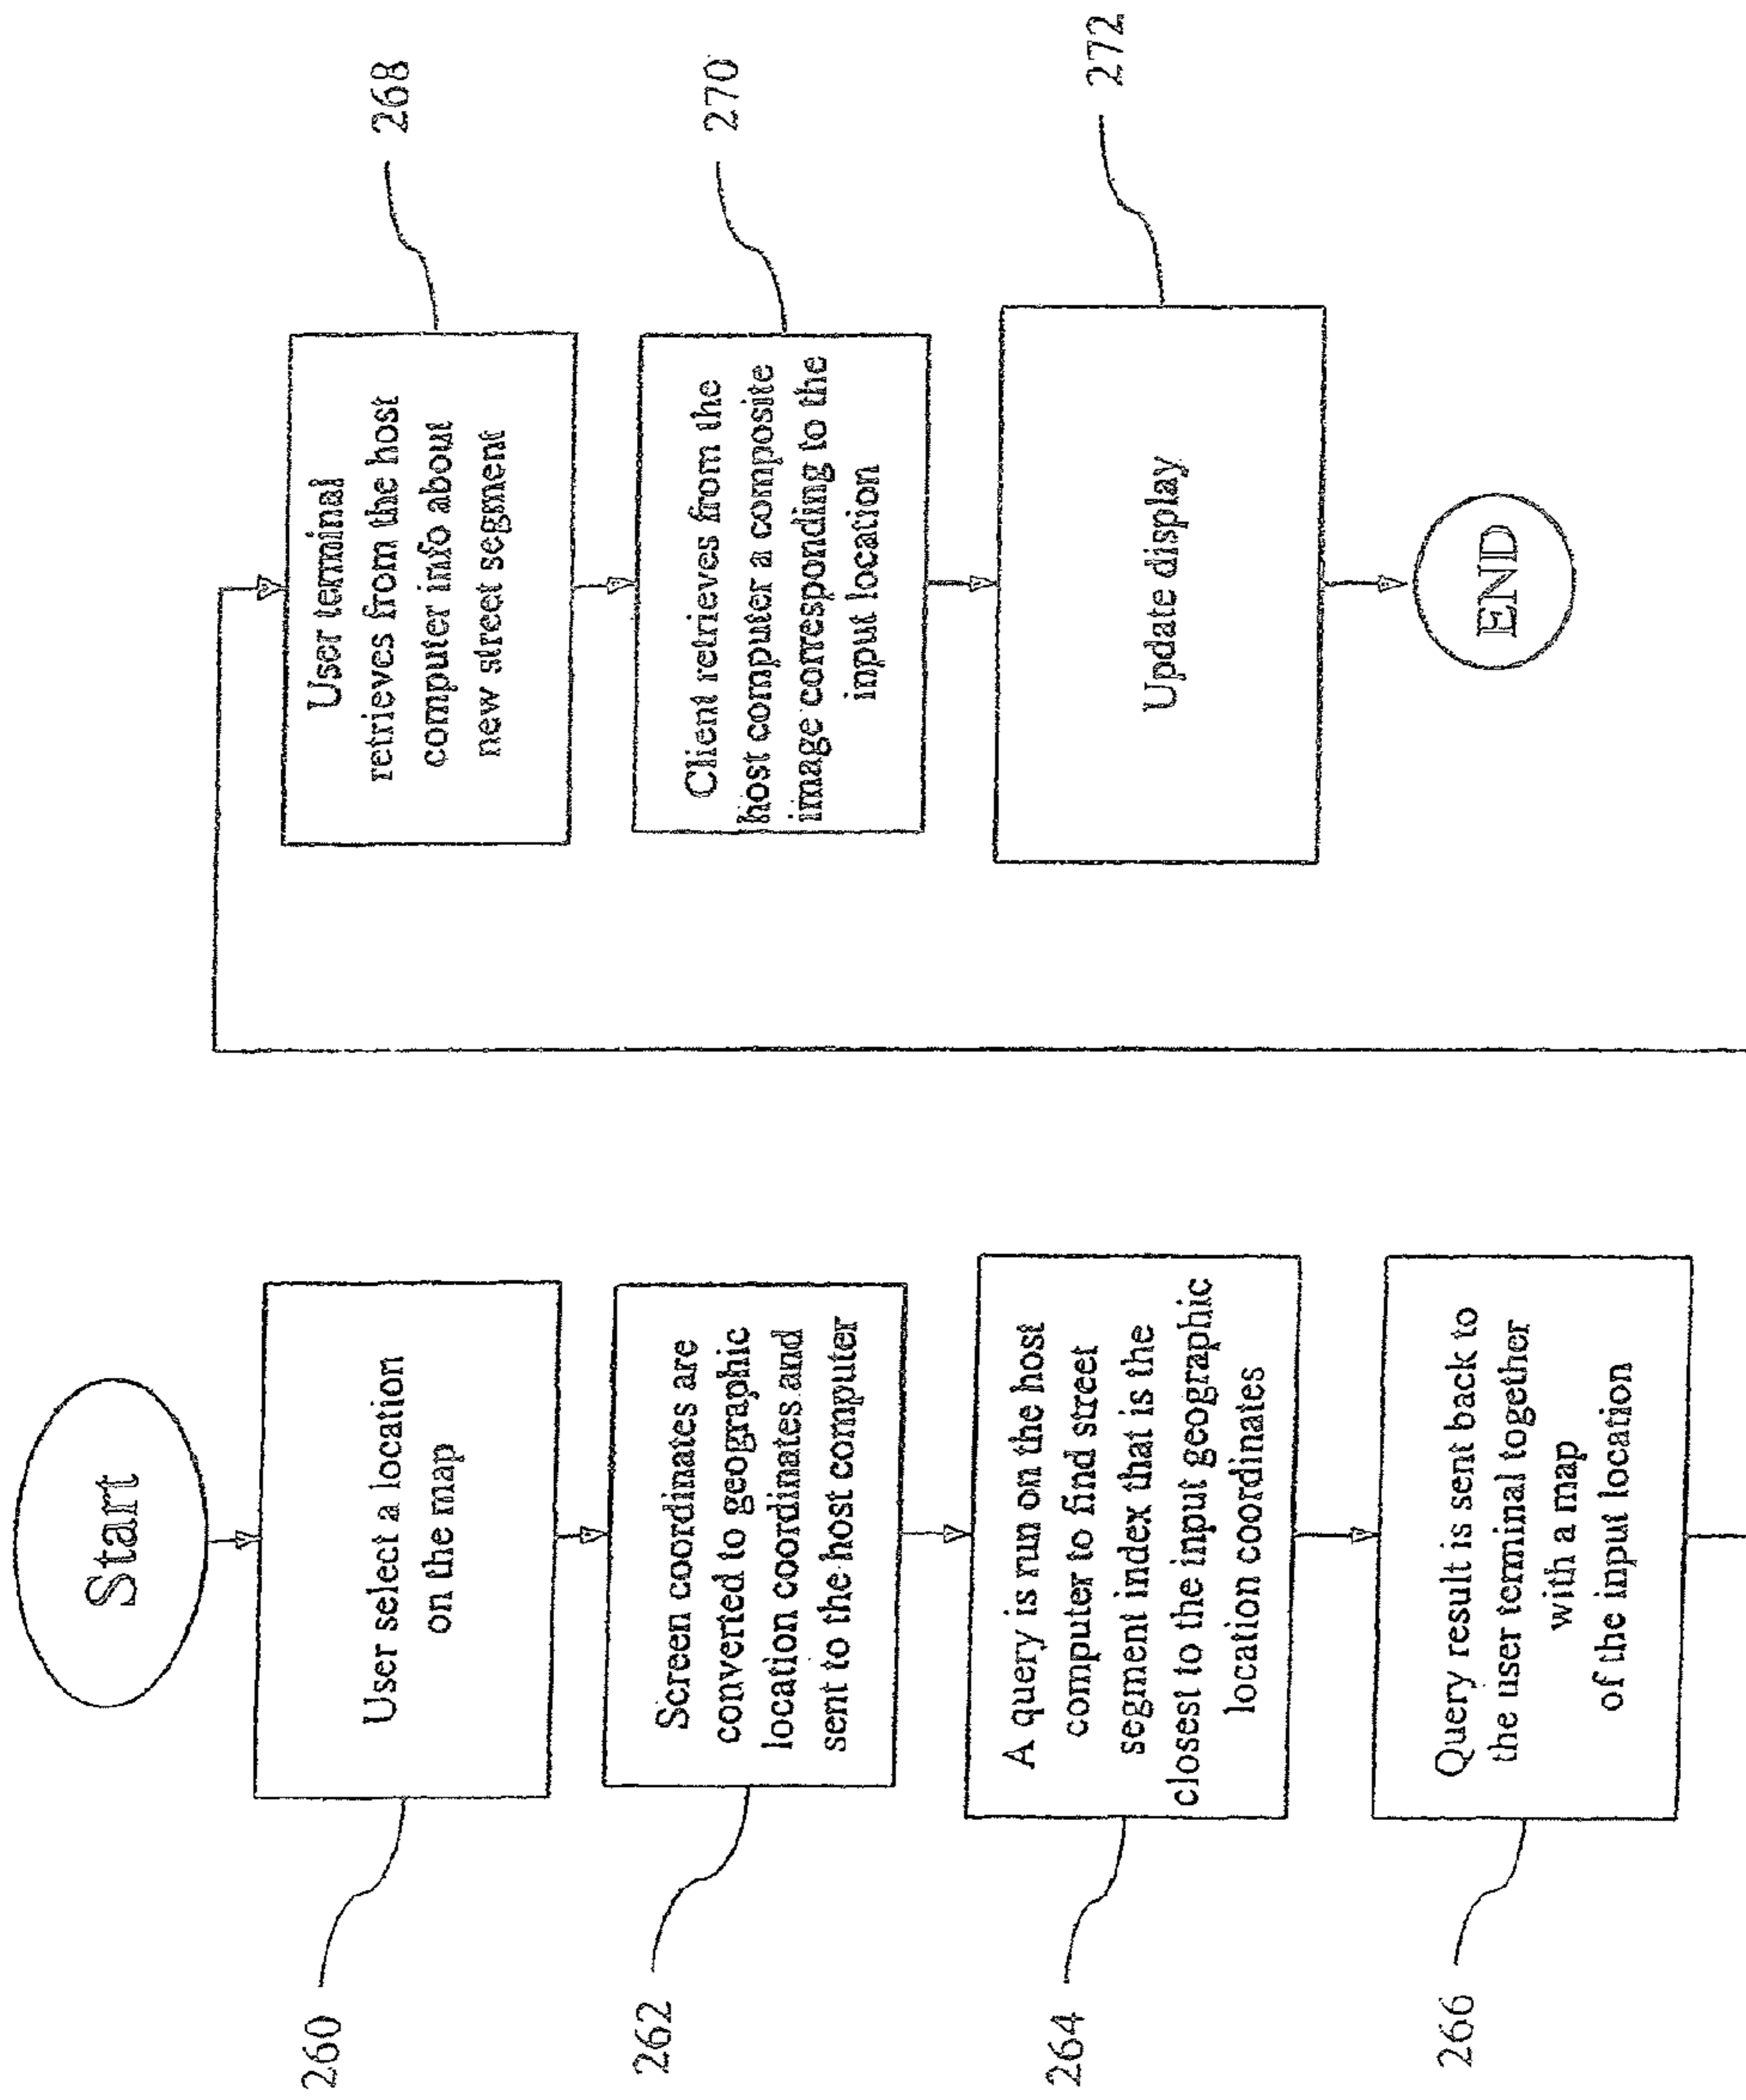 Start
User select a location
on the map
260
Screen coordinates are
converted to geographic
location coordinates and
sent to the host computer
262
A query is run on the host
computer to find street
segment index that is the
closest to the input geographic
location coordinates
264
Query result is sent back to
the user terminal together
with a map
of the input location
266
User terminal
retrieves from the host
computer info about
new street segment
268
Client retrieves from the
host computer a composite
image corresponding to the
input location
270
Update display
272
END